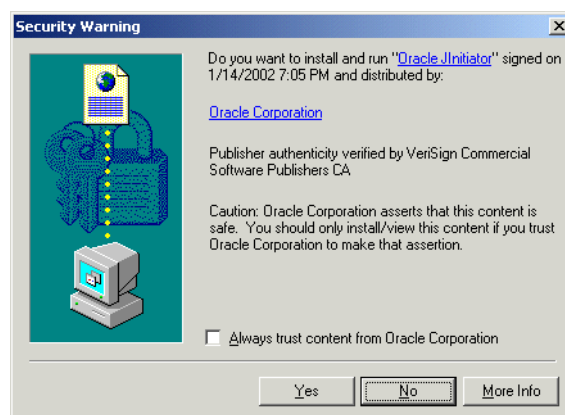 Security Warning
Do you want to install and run "Oracle JInitiator" signed on
1/14/2002 7:05 PM and distributed by:
Oracle Corporation
Publisher authenticity verified by VeriSign Commercial
Software Publishers CA
Caution: Oracle Corporation asserts that this content is
safe. You should only install/view this content if you trust
Oracle Corporation to make that assertion.
Always trust content from Oracle Corporation
Yes No More Info